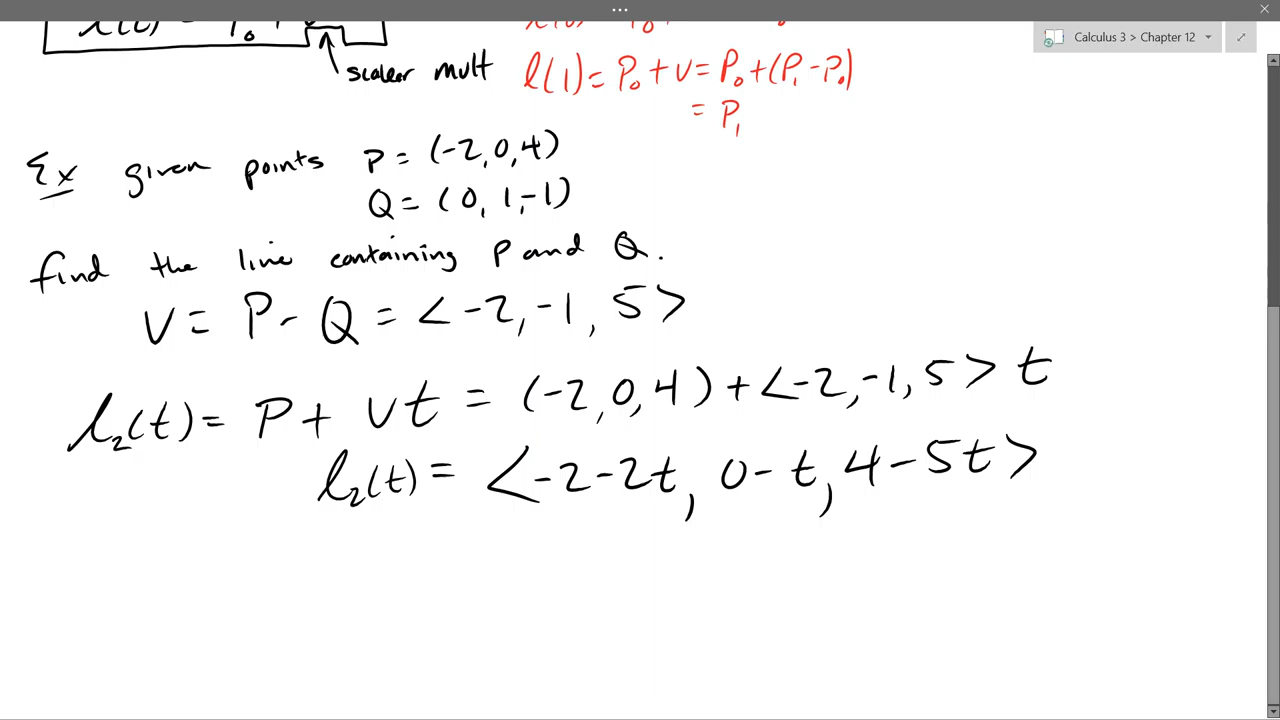 ...
Calculus 3 > Chapter 12
scalar mult
l(1) = P₀ + v = P₀ + (P₁ - P₀)
= P₁
Ex given points P = (-2, 0, 4)
Q = (0, 1, -1)
find the line containing P and Q.
V = P - Q = < -2, -1, 5 >
l₂(t) = P + vt = (-2, 0, 4) + < -2, -1, 5 > t
l₂(t) = < -2 - 2t, 0 - t, 4 - 5t >